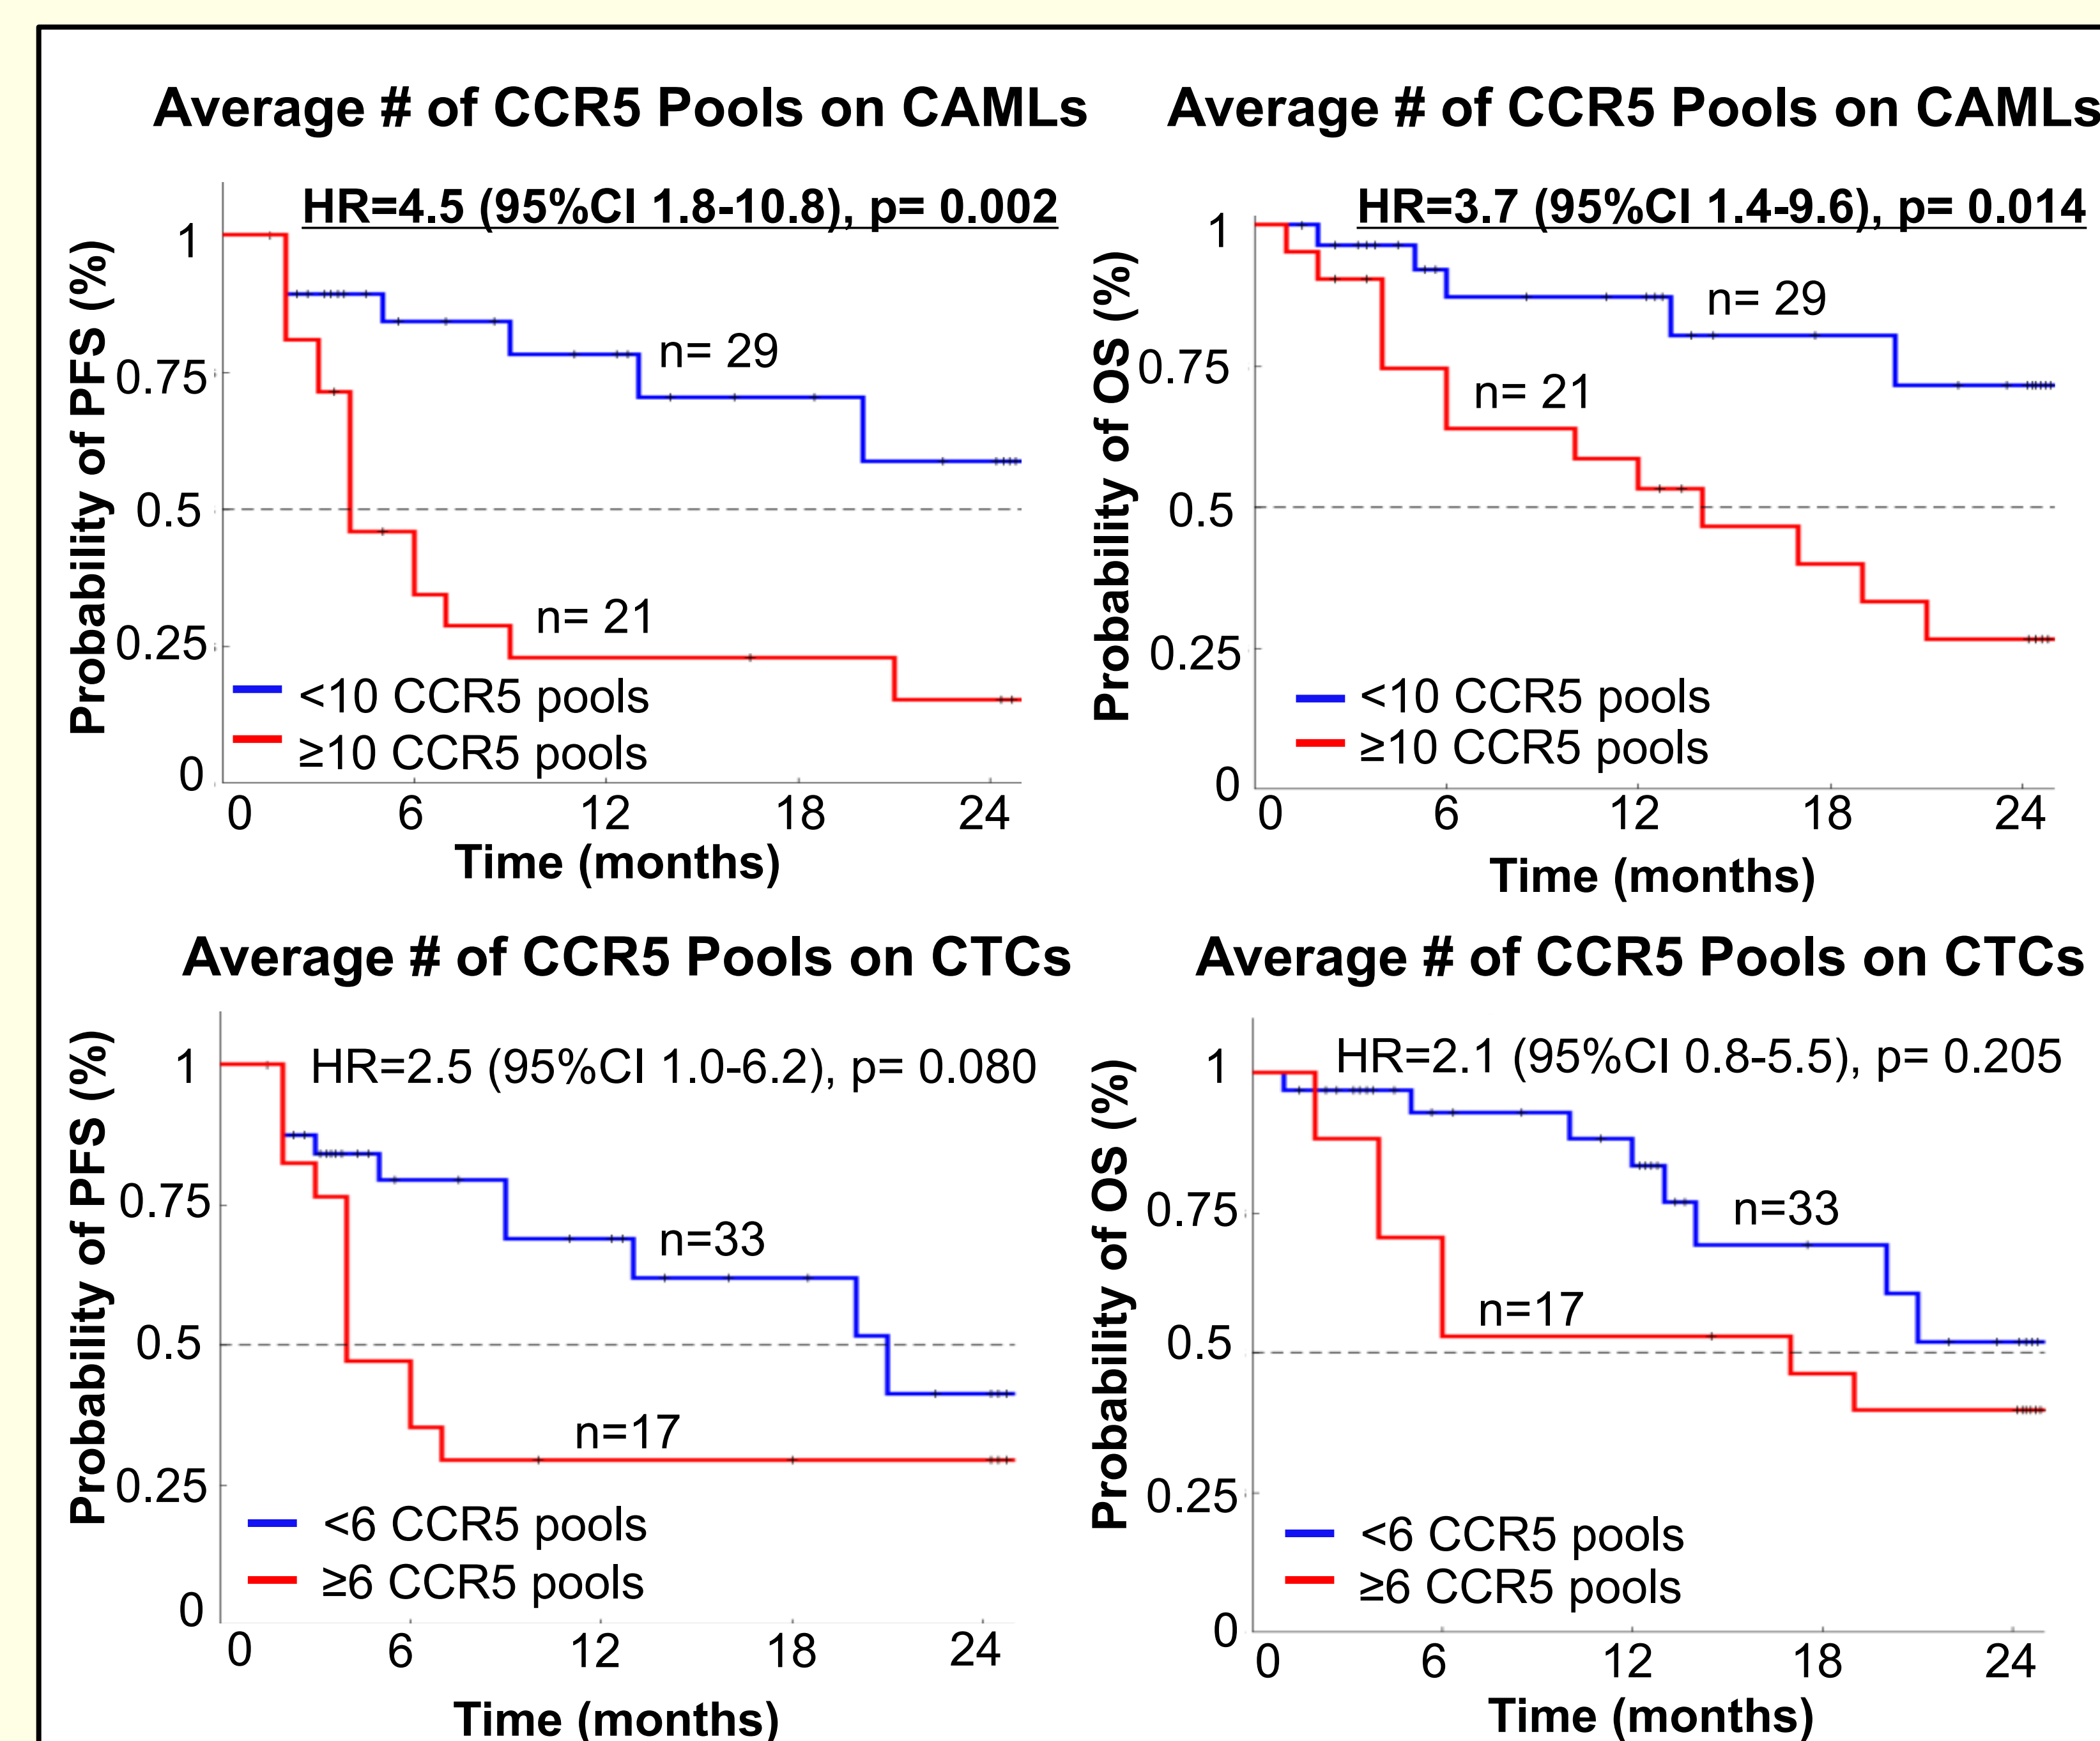 Average # of CCR5 Pools on CAMLs
HR=4.5 (95%CI 1.8-10.8), p= 0.002
Probability of PFS (%)
1
0.75
0.5
0.25
0
n= 29
n= 21
<10 CCR5 pools
≥10 CCR5 pools
0 6 12 18 24
Time (months)
Average # of CCR5 Pools on CAMLs
HR=3.7 (95%CI 1.4-9.6), p= 0.014
Probability of OS (%)
1
0.75
0.5
0.25
0
n= 29
n= 21
<10 CCR5 pools
≥10 CCR5 pools
0 6 12 18 24
Time (months)
Average # of CCR5 Pools on CTCs
HR=2.5 (95%CI 1.0-6.2), p= 0.080
Probability of PFS (%)
1
0.75
0.5
0.25
0
n=33
n=17
<6 CCR5 pools
≥6 CCR5 pools
0 6 12 18 24
Time (months)
Average # of CCR5 Pools on CTCs
HR=2.1 (95%CI 0.8-5.5), p= 0.205
Probability of OS (%)
1
0.75
0.5
0.25
0
n=33
n=17
<6 CCR5 pools
≥6 CCR5 pools
0 6 12 18 24
Time (months)